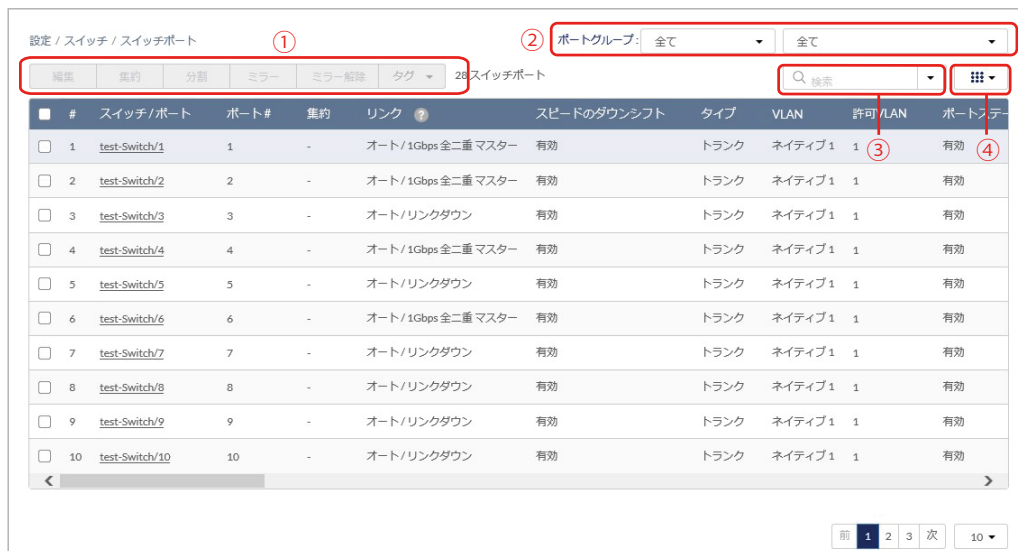 設定 / スイッチ / スイッチポート ① ② ポートグループ: 全て 全て
編集 集約 分割 ミラー ミラー解除 タグ 28スイッチポート 検索
# スイッチ/ポート ポート# 集約 リンク ? スピードのダウンシフト タイプ VLAN 許可VLAN ポートステー
1 test-Switch/1 1 - オート/1Gbps 全二重 マスター 有効 トランク ネイティブ 1 1 ③ 有効 ④
2 test-Switch/2 2 - オート/1Gbps 全二重 マスター 有効 トランク ネイティブ 1 1 有効
3 test-Switch/3 3 - オート/リンクダウン 有効 トランク ネイティブ 1 1 有効
4 test-Switch/4 4 - オート/1Gbps 全二重 マスター 有効 トランク ネイティブ 1 1 有効
5 test-Switch/5 5 - オート/リンクダウン 有効 トランク ネイティブ 1 1 有効
6 test-Switch/6 6 - オート/1Gbps 全二重 マスター 有効 トランク ネイティブ 1 1 有効
7 test-Switch/7 7 - オート/リンクダウン 有効 トランク ネイティブ 1 1 有効
8 test-Switch/8 8 - オート/リンクダウン 有効 トランク ネイティブ 1 1 有効
9 test-Switch/9 9 - オート/リンクダウン 有効 トランク ネイティブ 1 1 有効
10 test-Switch/10 10 - オート/リンクダウン 有効 トランク ネイティブ 1 1 有効
前 1 2 3 次 10